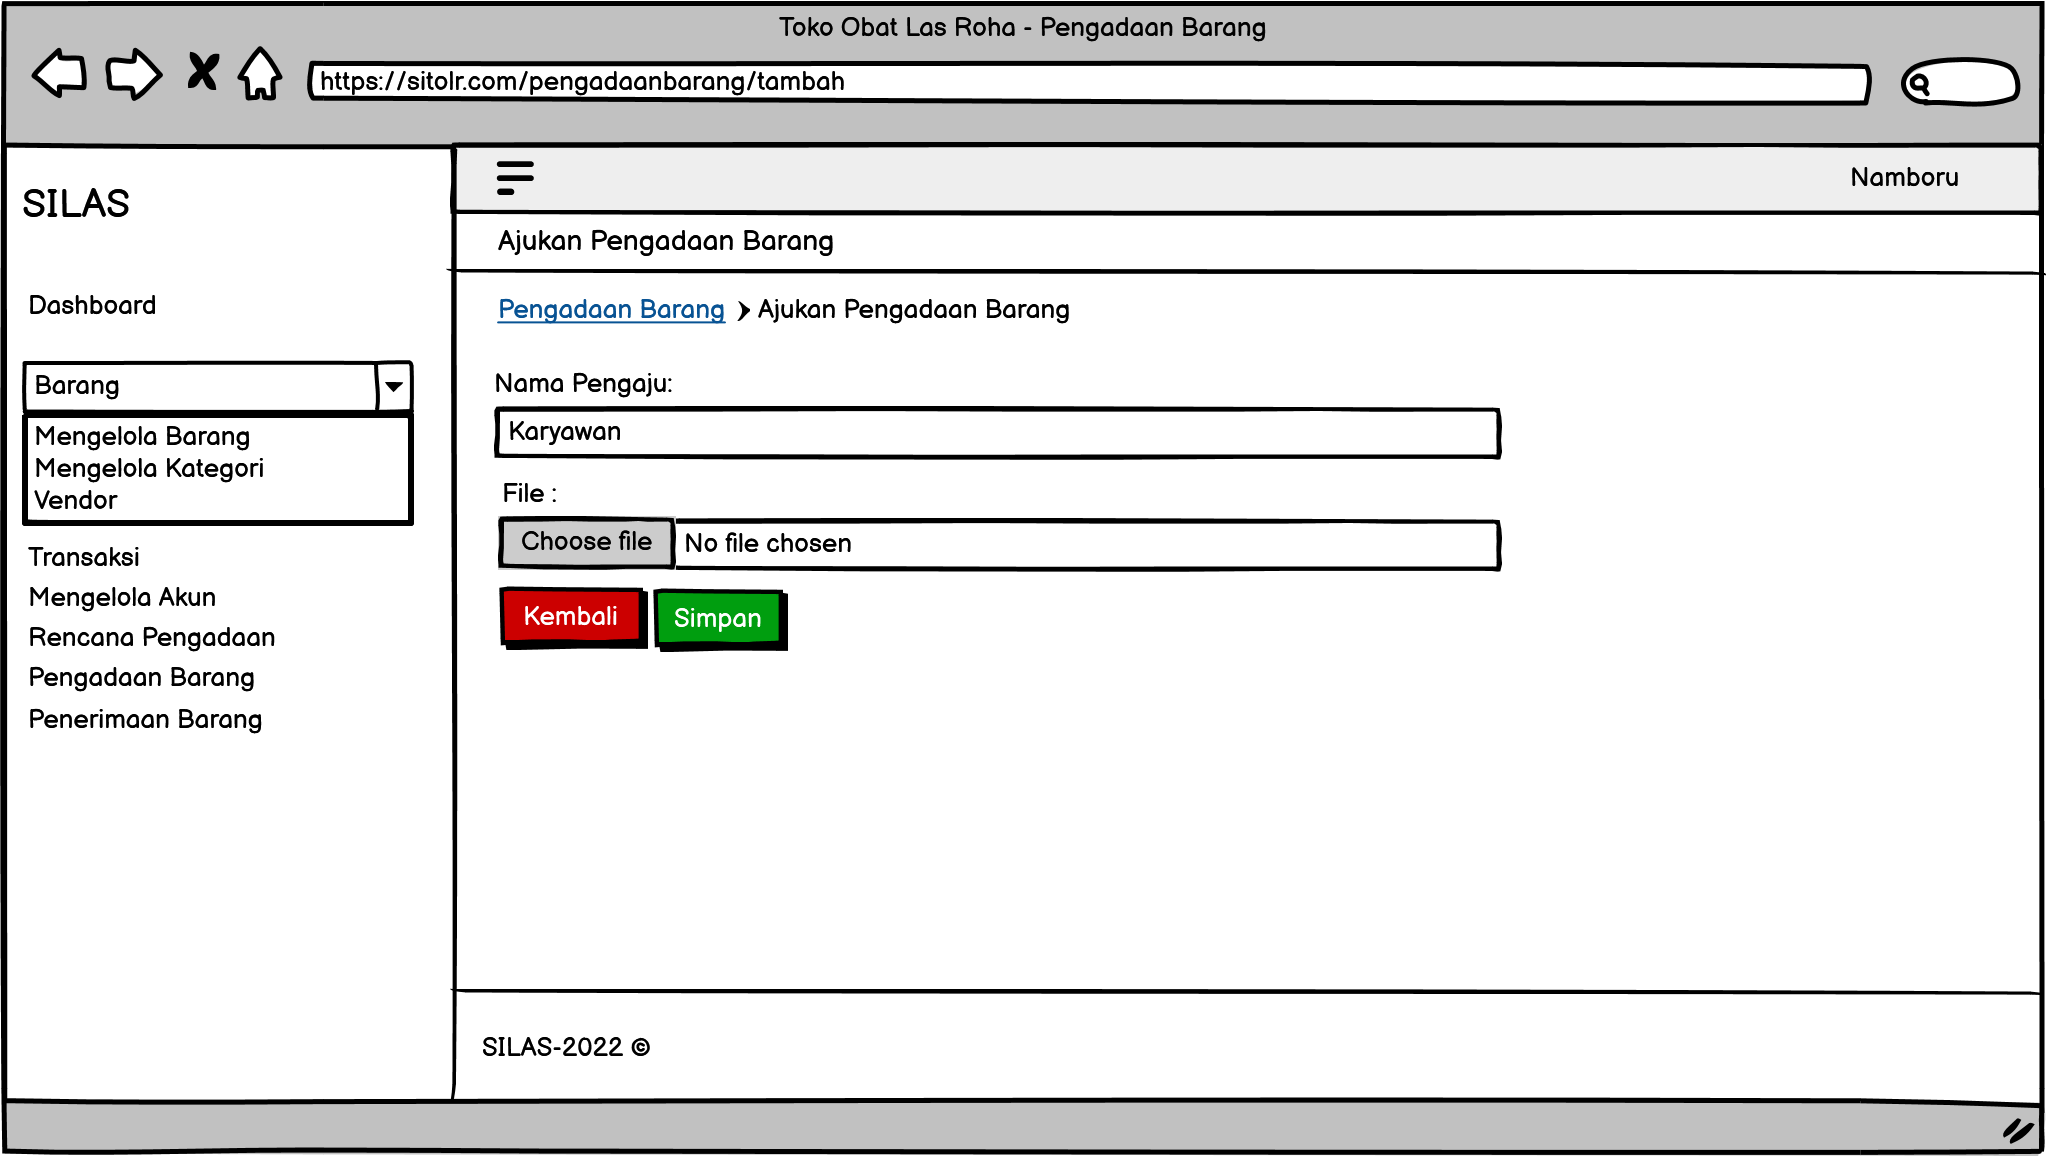 Toko Obat Las Roha - Pengadaan Barang
https://sitolr.com/pengadaanbarang/tambah
SILAS
Namboru
Dashboard
Barang
Mengelola Barang
Mengelola Kategori
Vendor
Transaksi
Mengelola Akun
Rencana Pengadaan
Pengadaan Barang
Penerimaan Barang
Ajukan Pengadaan Barang
Pengadaan Barang > Ajukan Pengadaan Barang
Nama Pengaju:
Karyawan
File :
Choose file No file chosen
Kembali Simpan
SILAS-2022 ©